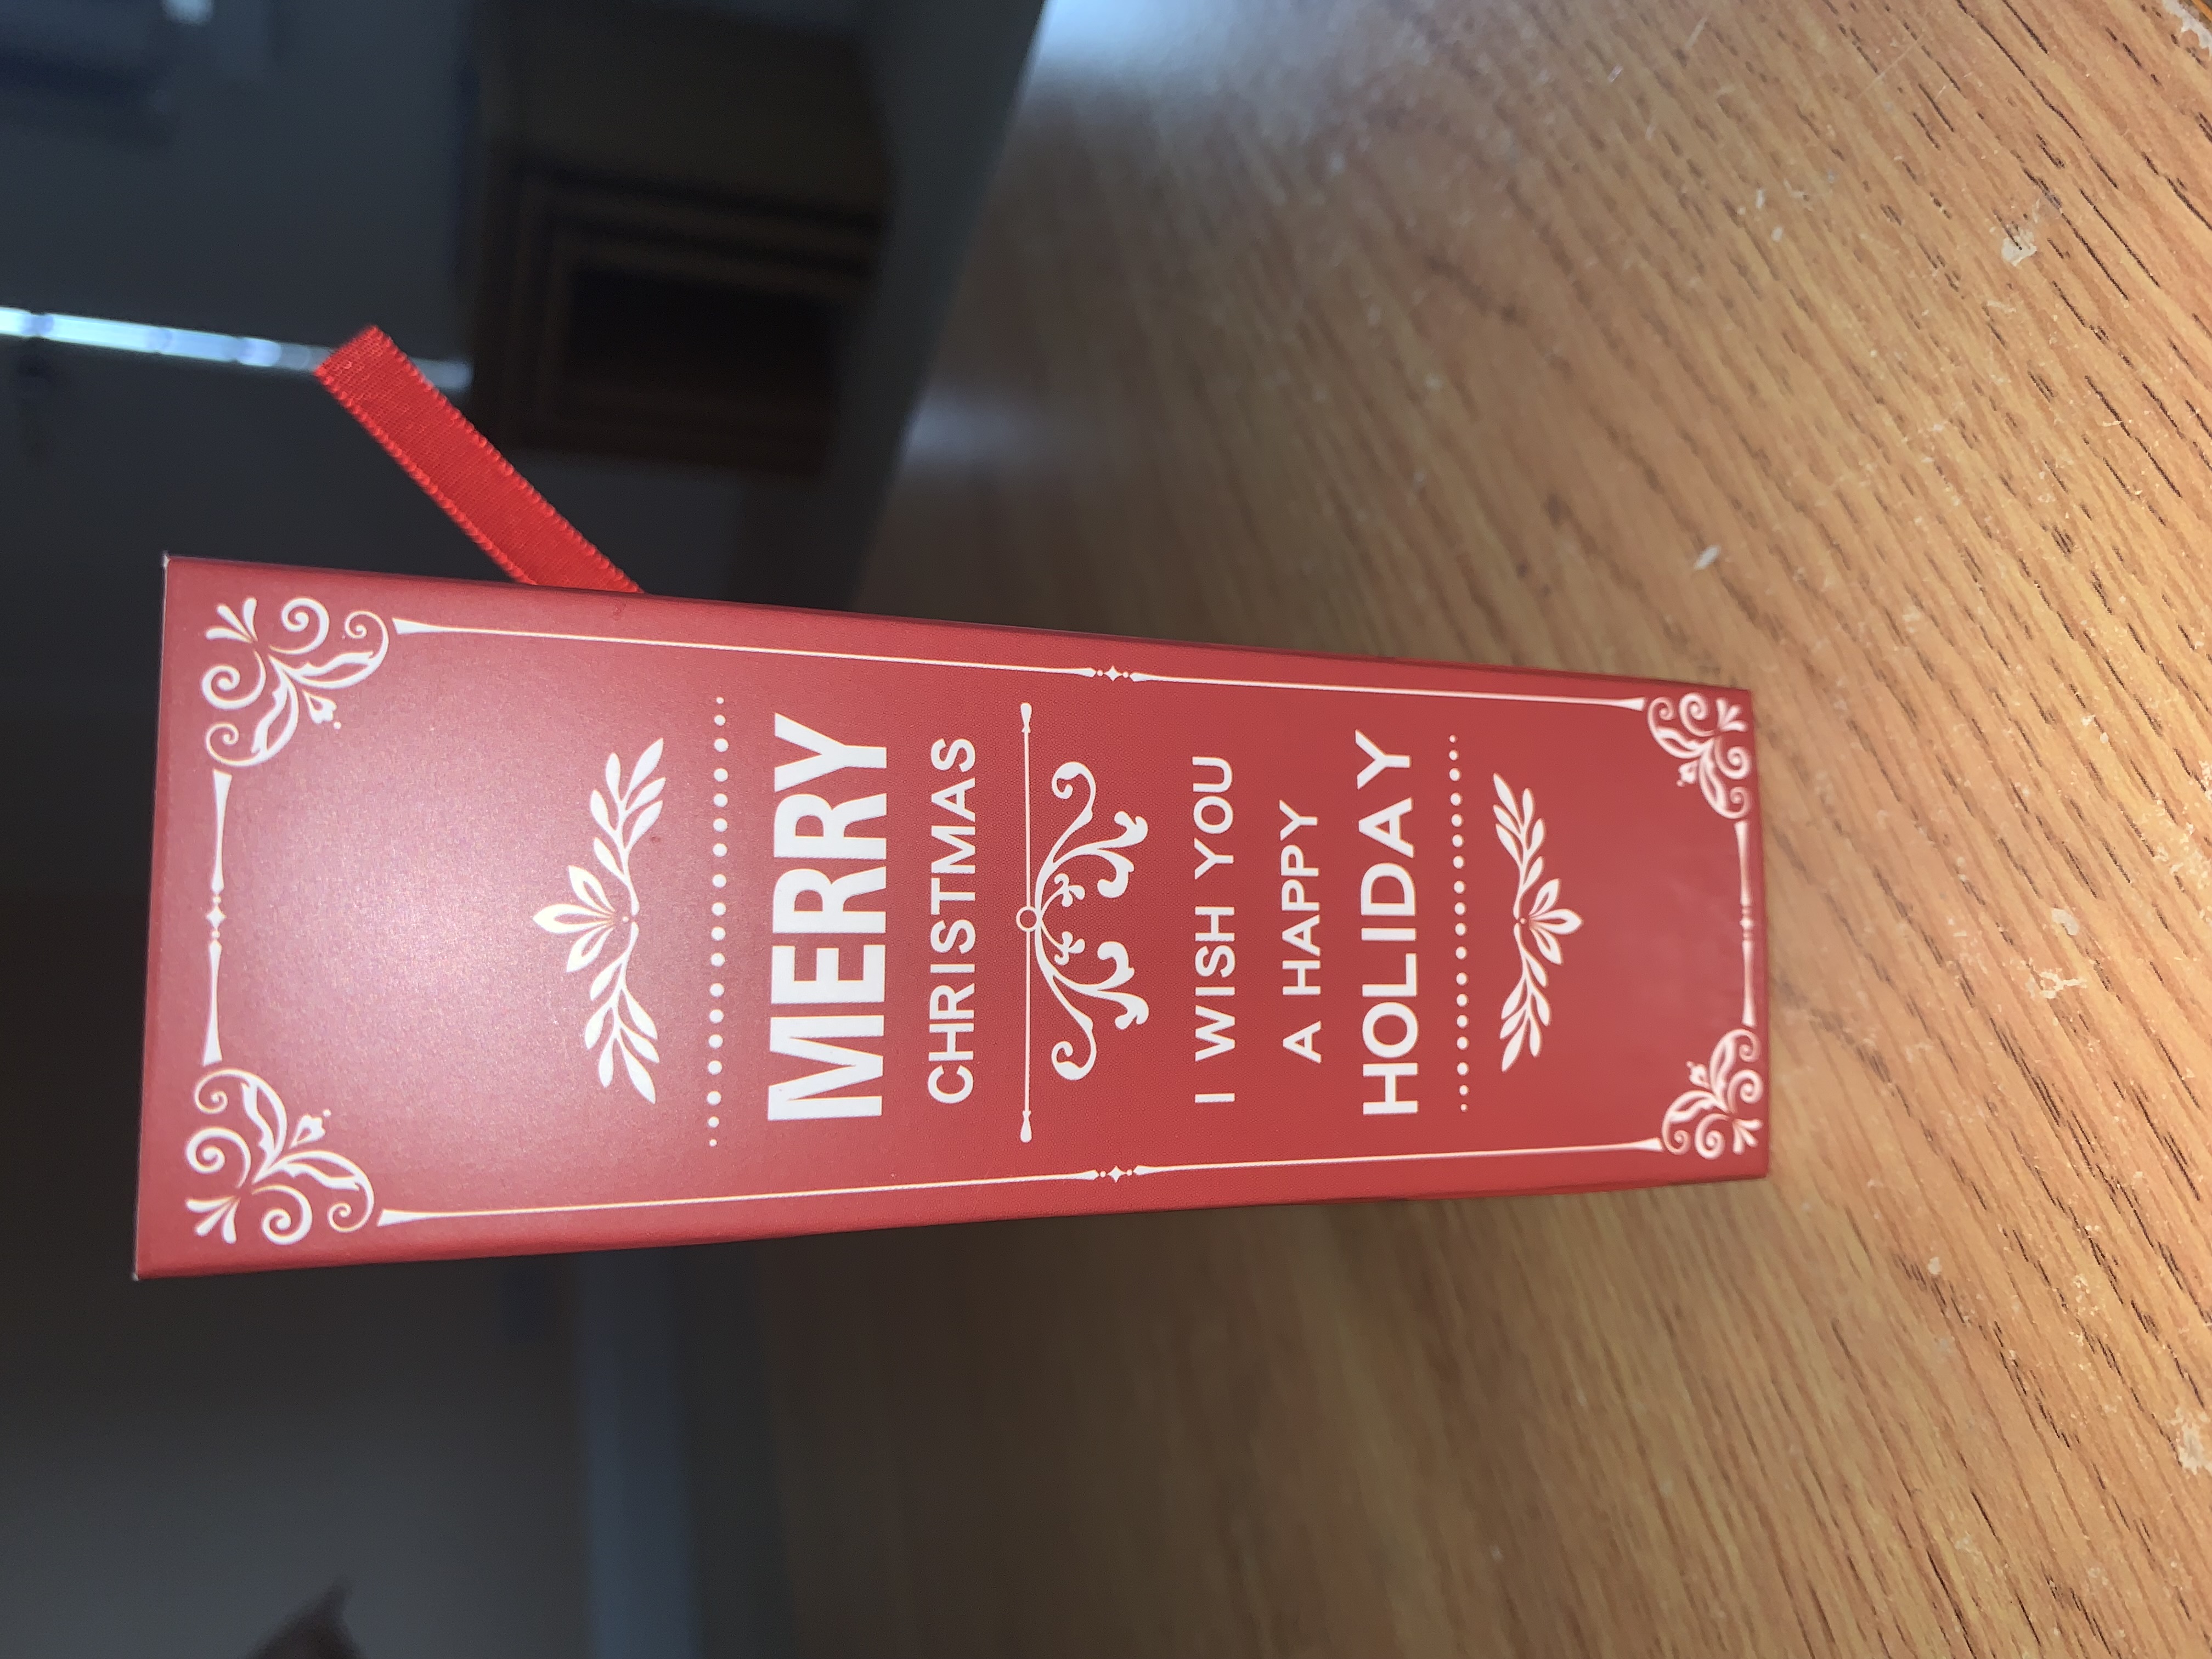 MERRY
CHRISTMAS
I WISH YOU
A HAPPY
HOLIDAY